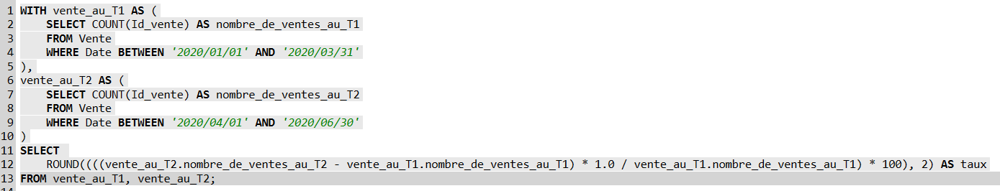 1 WITH vente_au_T1 AS (
2 SELECT COUNT(Id_vente) AS nombre_de_ventes_au_T1
3 FROM Vente
4 WHERE Date BETWEEN '2020/01/01' AND '2020/03/31'
5 ),
6 vente_au_T2 AS (
7 SELECT COUNT(Id_vente) AS nombre_de_ventes_au_T2
8 FROM Vente
9 WHERE Date BETWEEN '2020/04/01' AND '2020/06/30'
10 )
11 SELECT
12 ROUND((((vente_au_T2.nombre_de_ventes_au_T2 - vente_au_T1.nombre_de_ventes_au_T1) * 1.0 / vente_au_T1.nombre_de_ventes_au_T1) * 100), 2) AS taux
13 FROM vente_au_T1, vente_au_T2;